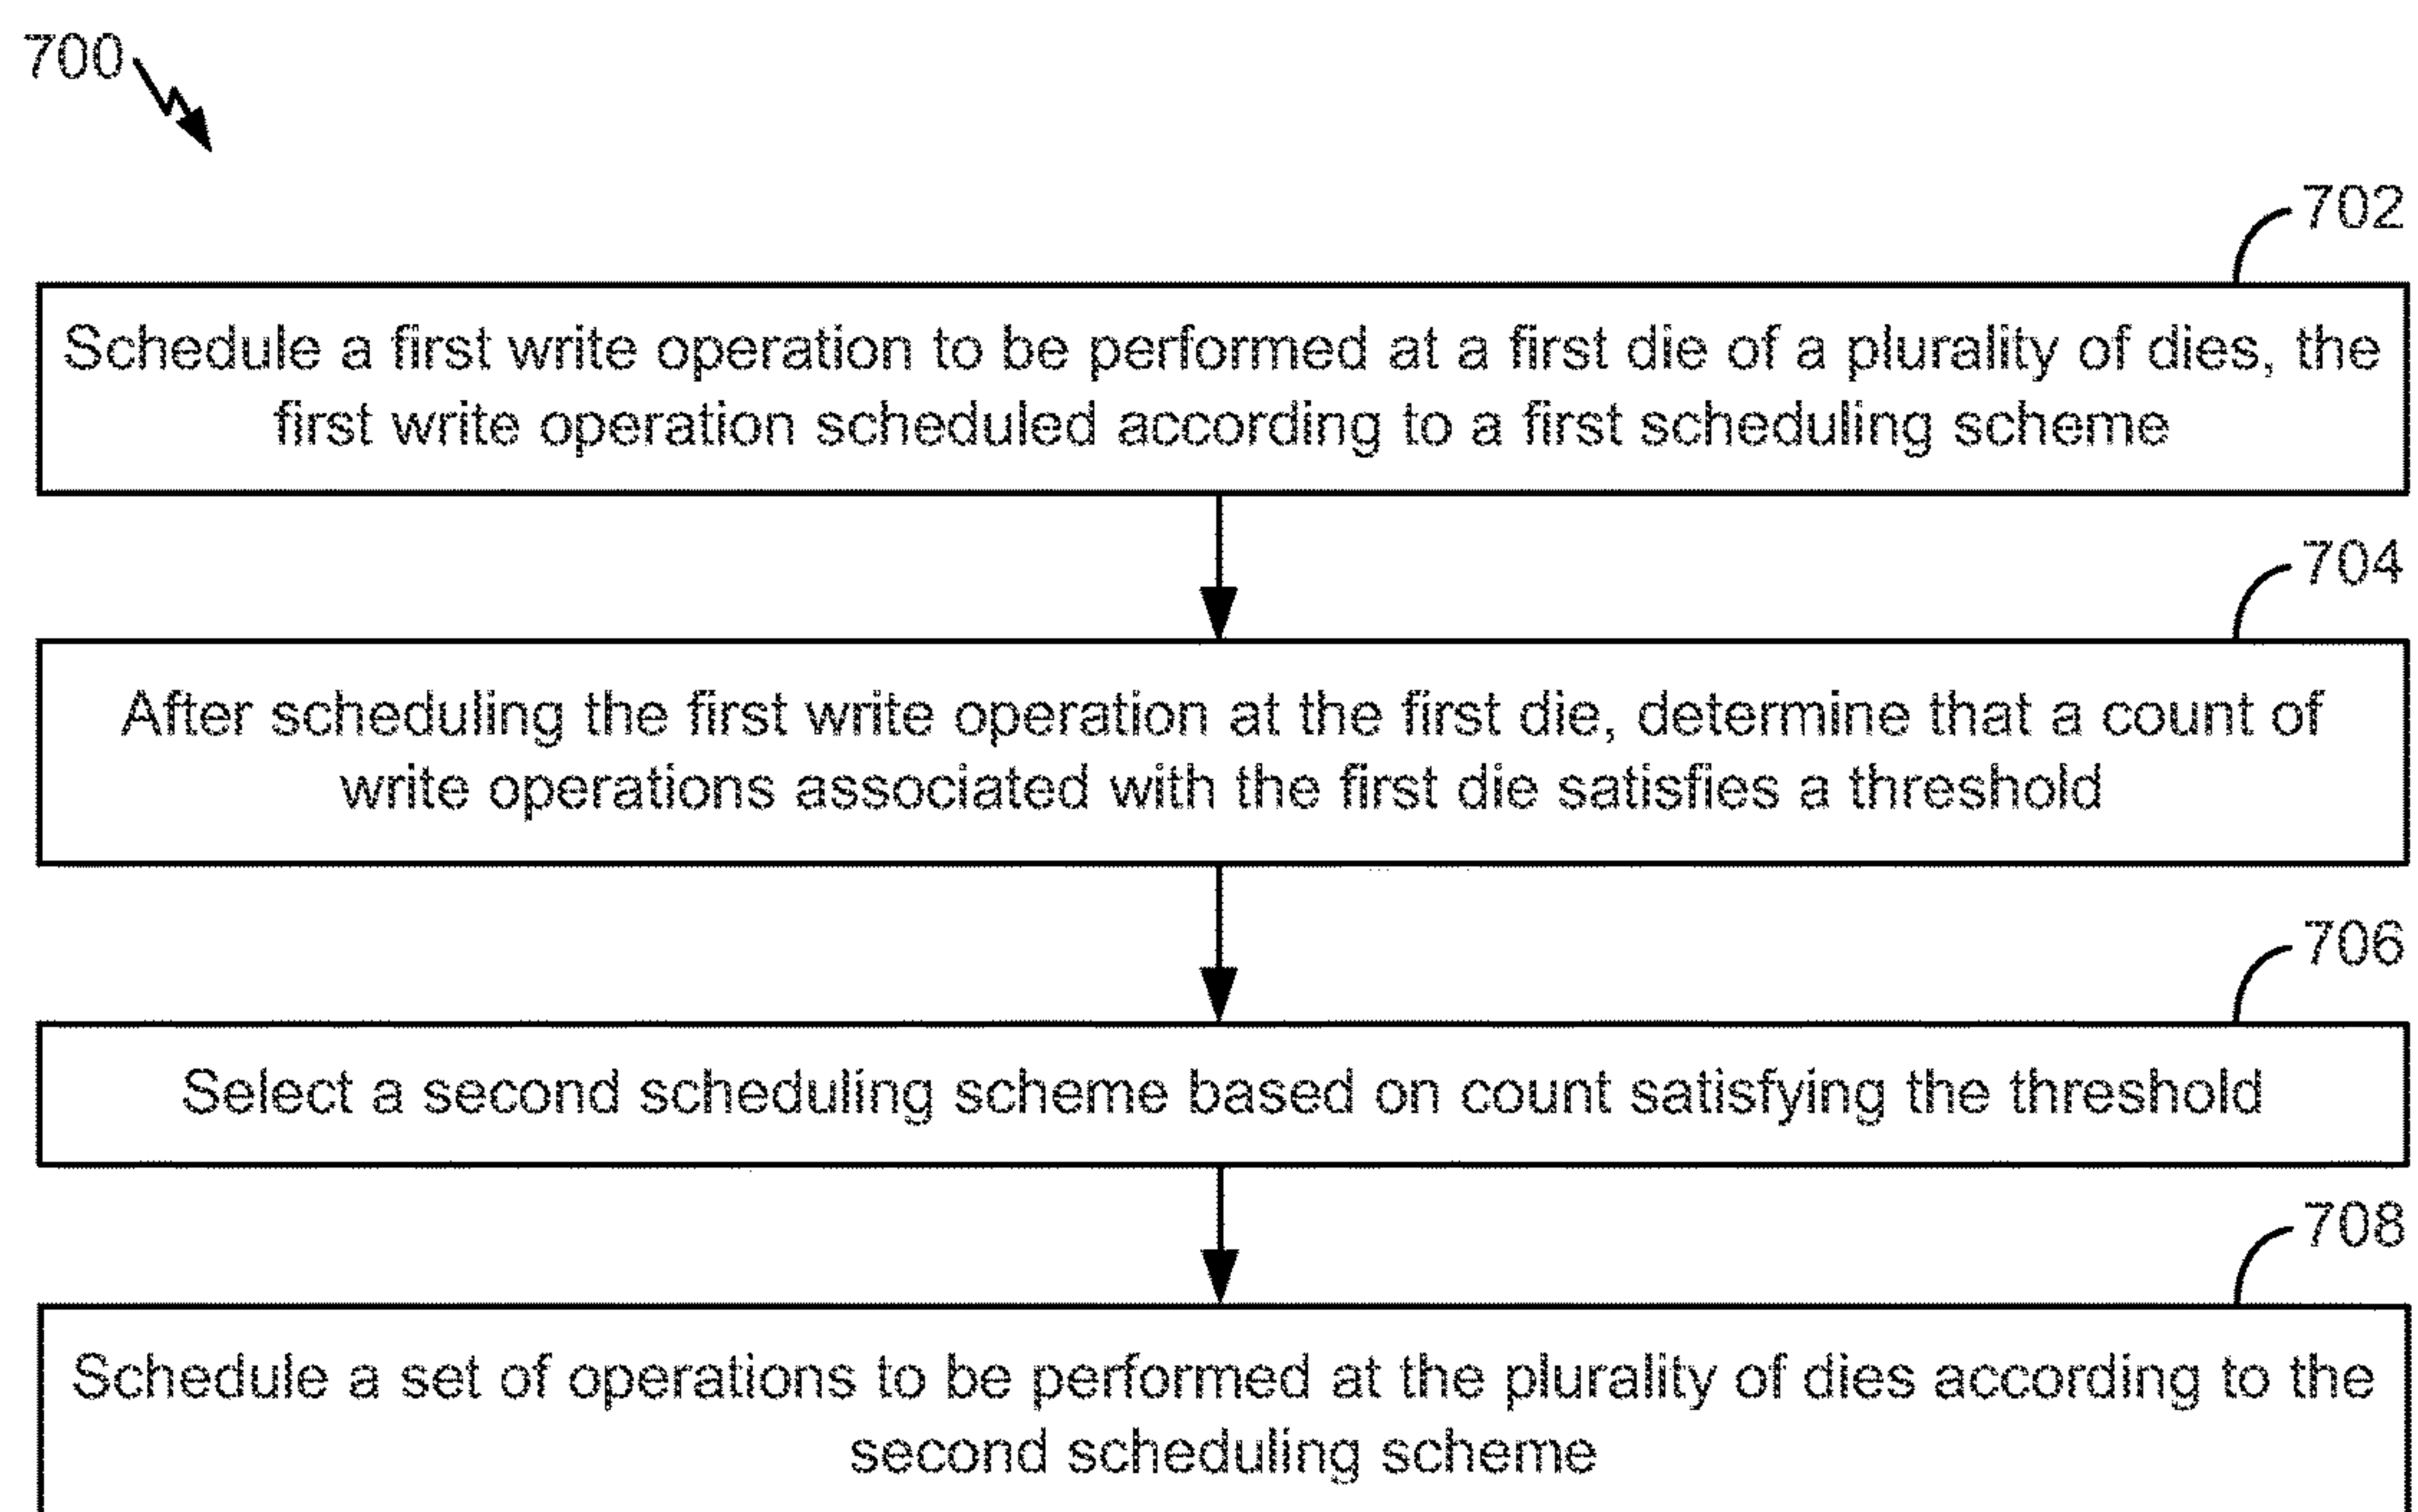 700
702
Schedule a first write operation to be performed at a first die of a plurality of dies, the
first write operation scheduled according to a first scheduling scheme
704
After scheduling the first write operation at the first die, determine that a count of
write operations associated with the first die satisfies a threshold
706
Select a second scheduling scheme based on count satisfying the threshold
708
Schedule a set of operations to be performed at the plurality of dies according to the
second scheduling scheme